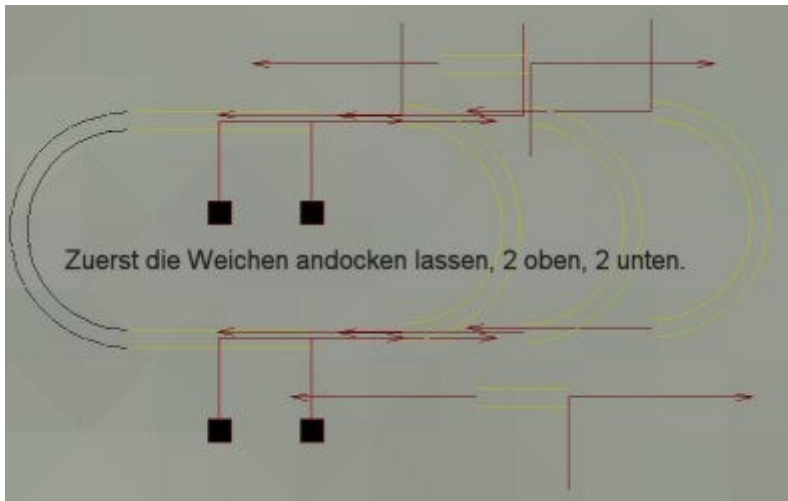 Zuerst die Weichen andocken lassen, 2 oben, 2 unten.